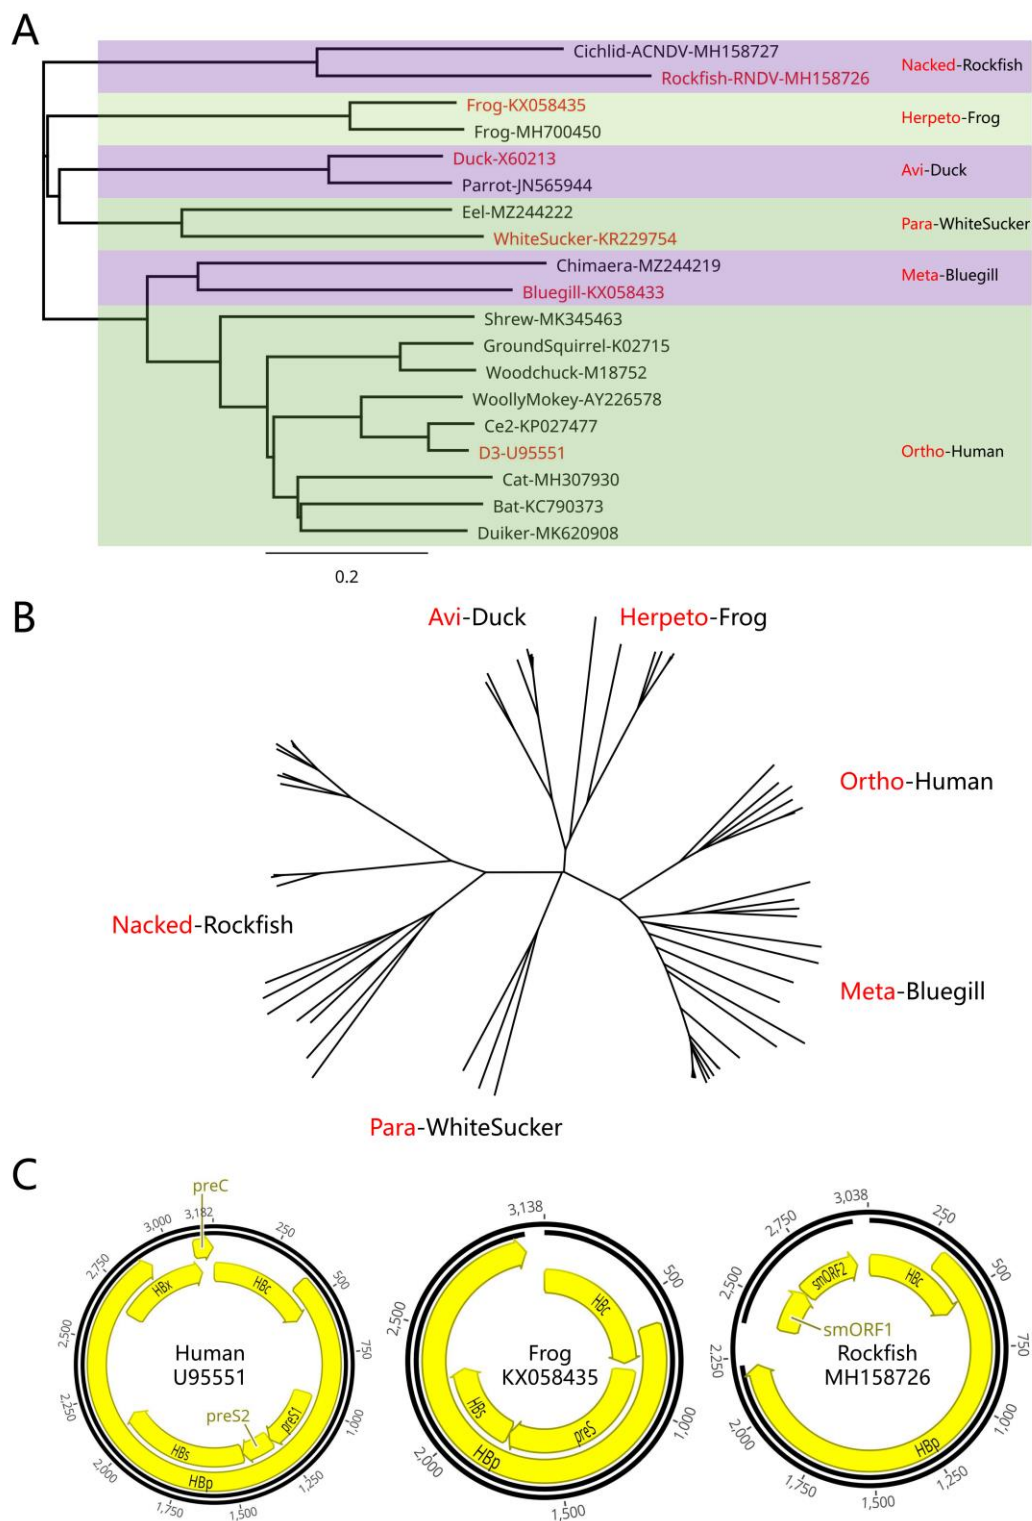 A
Cichlid-ACNDV-MH158727
Rockfish-RNDV-MH158726
Nacked-Rockfish
Frog-KX058435
Frog-MH700450
Herpeto-Frog
Duck-X60213
Parrot-JN565944
Avi-Duck
Eel-MZ244222
WhiteSucker-KR229754
Para-WhiteSucker
Chimaera-MZ244219
Bluegill-KX058433
Meta-Bluegill
Shrew-MK345463
GroundSquirrel-K02715
Woodchuck-M18752
WoollyMokey-AY226578
Ce2-KP027477
D3-U95551
Ortho-Human
Cat-MH307930
Bat-KC790373
Duiker-MK620908
0.2
B
Avi-Duck
Herpeto-Frog
Ortho-Human
Nacked-Rockfish
Meta-Bluegill
Para-WhiteSucker
C
preC
3,182
250
500
750
1,000
1,250
1,500
1,750
2,000
2,250
2,500
2,750
3,000
HBx
HBc
Human
U95551
preS2
preS1
HBs
HBp
3,138
500
1,000
1,500
2,000
2,500
HBc
Frog
KX058435
HBs
preS
HBp
3,038
250
500
750
1,000
1,250
1,500
1,750
2,000
2,250
2,500
2,750
smORF2
HBc
smORF1
Rockfish
MH158726
HBp